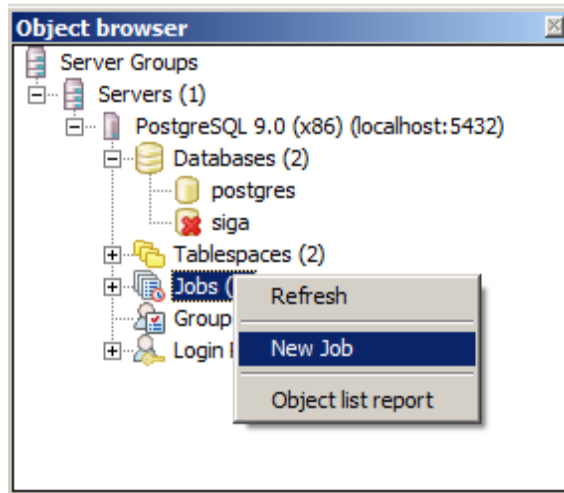 Object browser
Server Groups
Servers (1)
PostgreSQL 9.0 (x86) (localhost:5432)
Databases (2)
postgres
siga
Tablespaces (2)
Jobs (
Refresh
Group
New Job
Login
Object list report